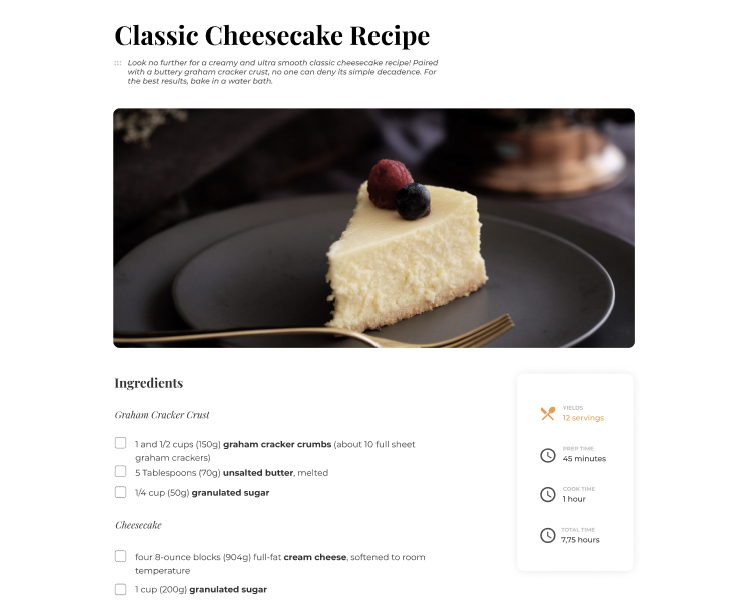 Classic Cheesecake Recipe
Look no further for a creamy and ultra smooth classic cheesecake recipe! Paired
with a buttery graham cracker crust, no one can deny its simple decadence. For
the best results, bake in a water bath.
Ingredients
Graham Cracker Crust
1 and 1/2 cups (150g) graham cracker crumbs (about 10 full sheet
graham crackers)
5 Tablespoons (70g) unsalted butter, melted
1/4 cup (50g) granulated sugar
Cheesecake
four 8-ounce blocks (904g) full-fat cream cheese, softened to room
temperature
1 cup (200g) granulated sugar
YIELDS
12 servings
PREP TIME
45 minutes
COOK TIME
1 hour
TOTAL TIME
7,75 hours